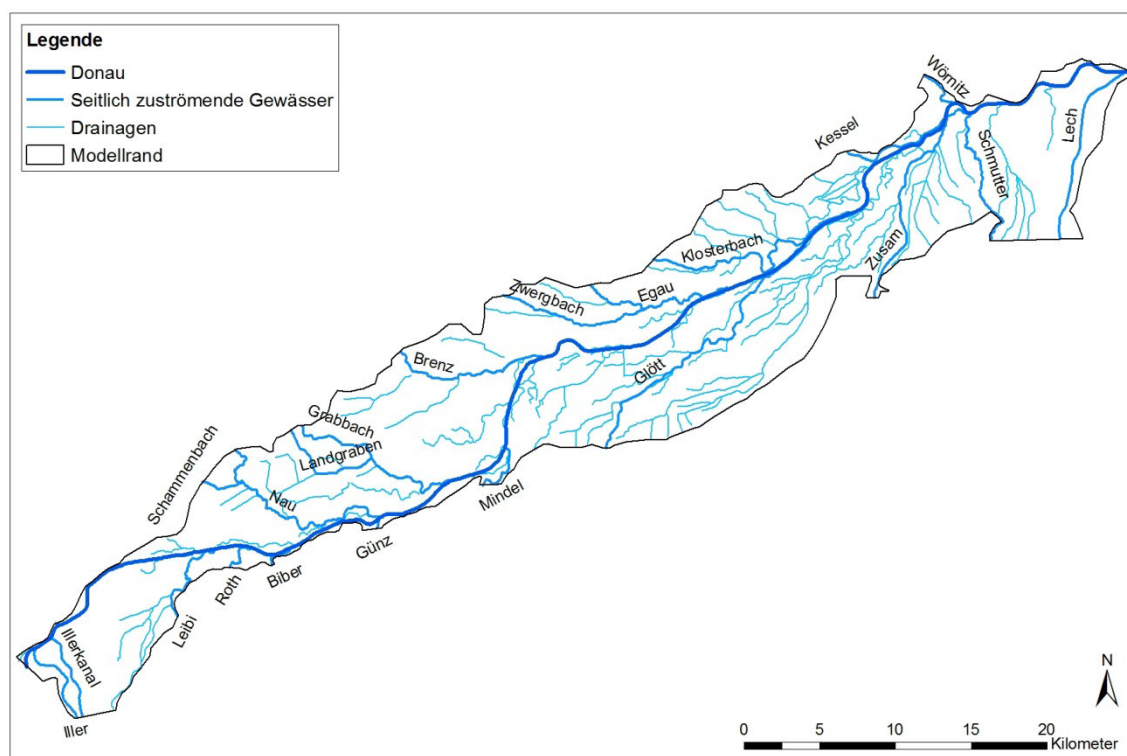 Legende
Donau
Seitlich zuströmende Gewässer
Drainagen
Modellrand
Wörnitz
Kessel
Schmutter
Lech
Zusam
Klosterbach
Egau
Zwergbach
Brenz
Glött
Grabbach
Landgraben
Schammenbach
Nau
Mindel
Günz
Biber
Roth
Leibi
Illerkanal
Iller
N
0 5 10 15 20
Kilometer